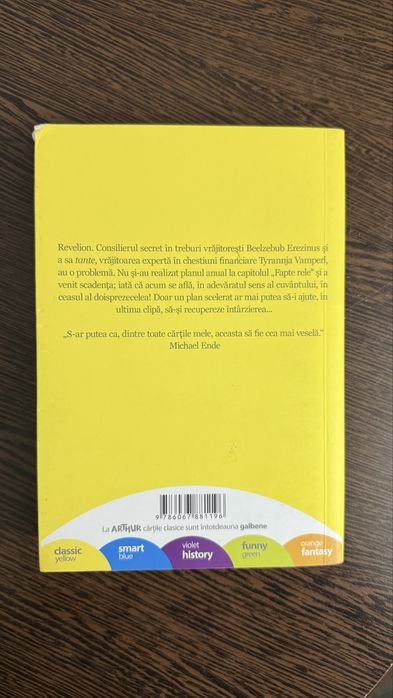 Revelion. Consilierul secret în treburi vrăjitorești Beelzebub Erezinus și
a sa tante, vrăjitoarea expertă în chestiuni financiare Tyrannja Vamperl,
au o problemă. Nu și-au realizat planul anual la capitolul „Fapte rele" și a
venit scadența; iată că acum se află, în adevăratul sens al cuvântului, în
ceasul al doisprezecelea! Doar un plan scelerat ar mai putea să-i ajute, în
ultima clipă, să-și recupereze întârzierea...
„S-ar putea ca, dintre toate cărțile mele, aceasta să fie cea mai veselă."
Michael Ende
9 786067 881196
La ARTHUR cărțile clasice sunt întotdeauna galbene
classic
yellow
smart
blue
violet
history
funny
green
orange
fantasy